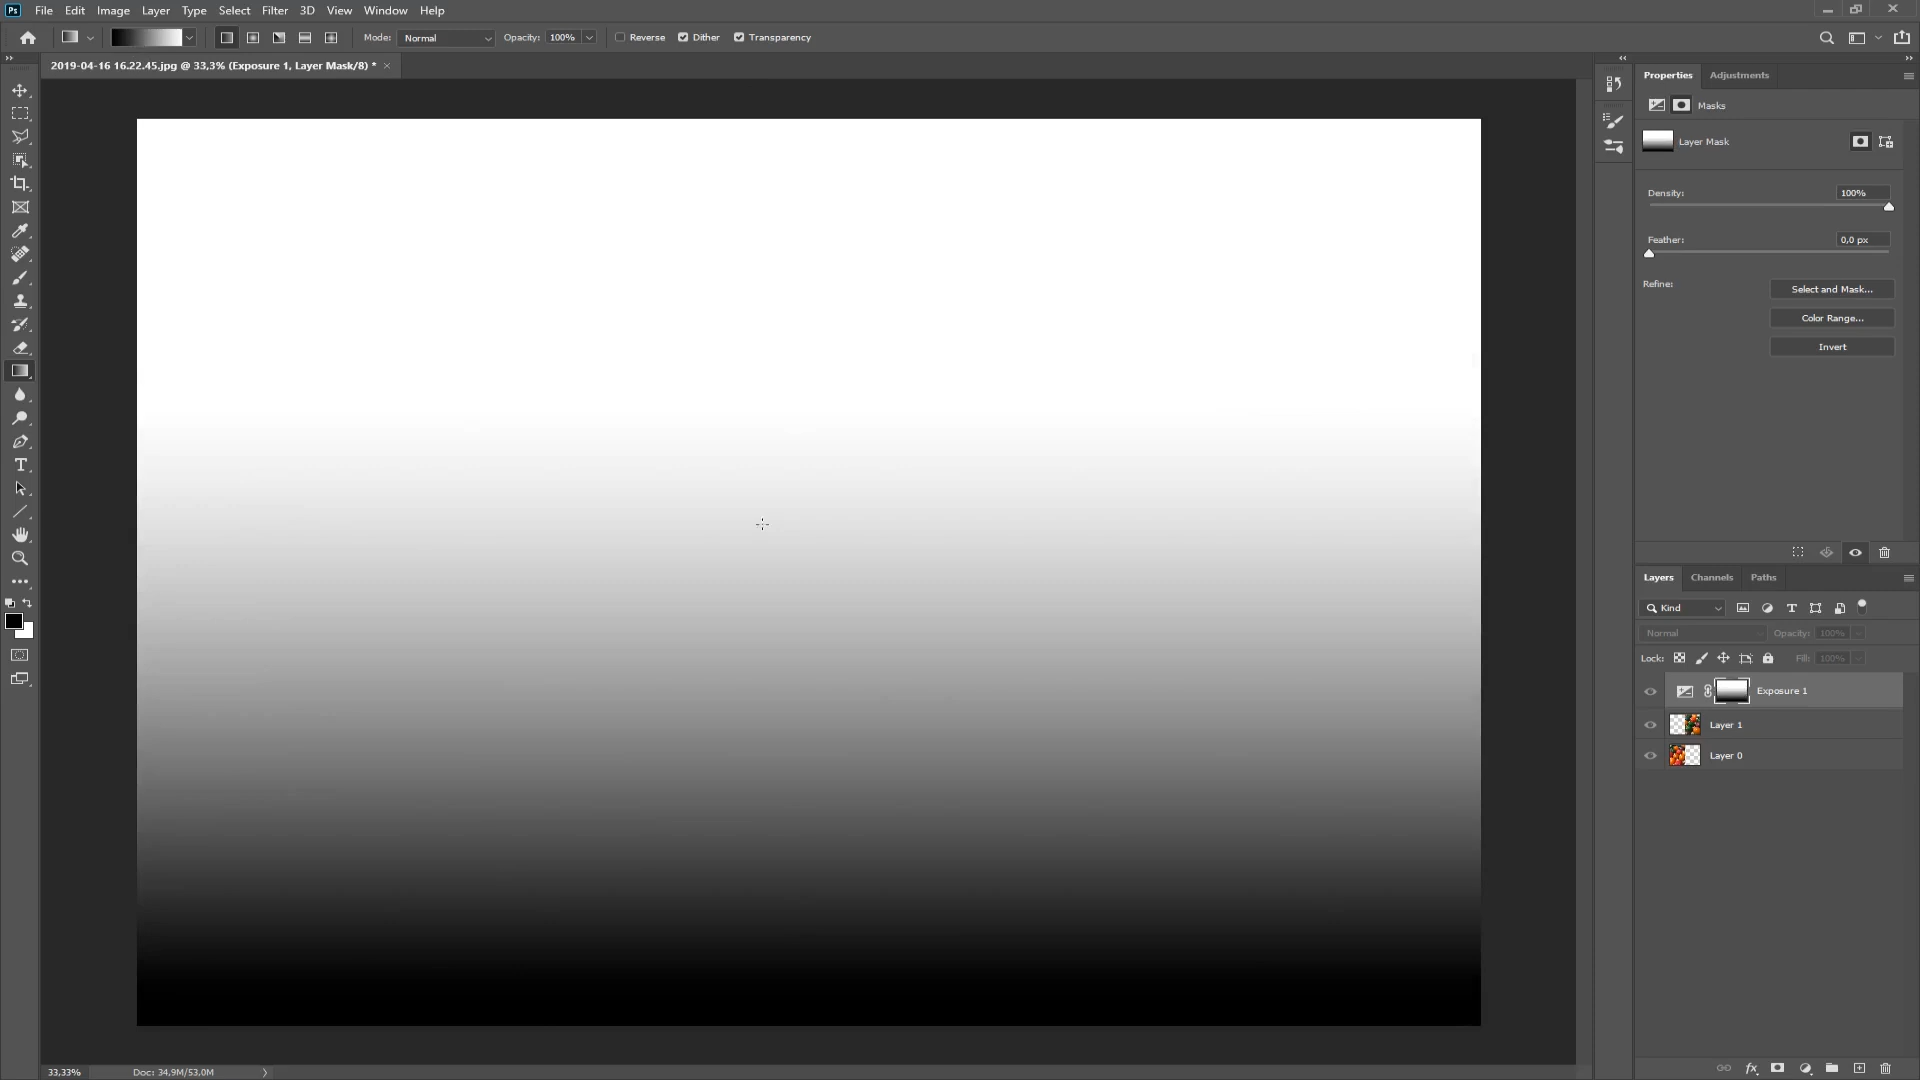 Ps File Edit Image Layer Type Select Filter 3D View Window Help
Mode: Normal Opacity: 100% Reverse Dither Transparency
2019-04-16 16.22.45.jpg @ 33,3% (Exposure 1, Layer Mask/8) *
Properties Adjustments
Masks
Layer Mask
Density: 100%
Feather: 0,0 px
Refine: Select and Mask...
Color Range...
Invert
Layers Channels Paths
Kind
Normal Opacity: 100%
Lock: Fill: 100%
Exposure 1
Layer 1
Layer 0
33,33% Doc: 34,9M/53,0M
fx